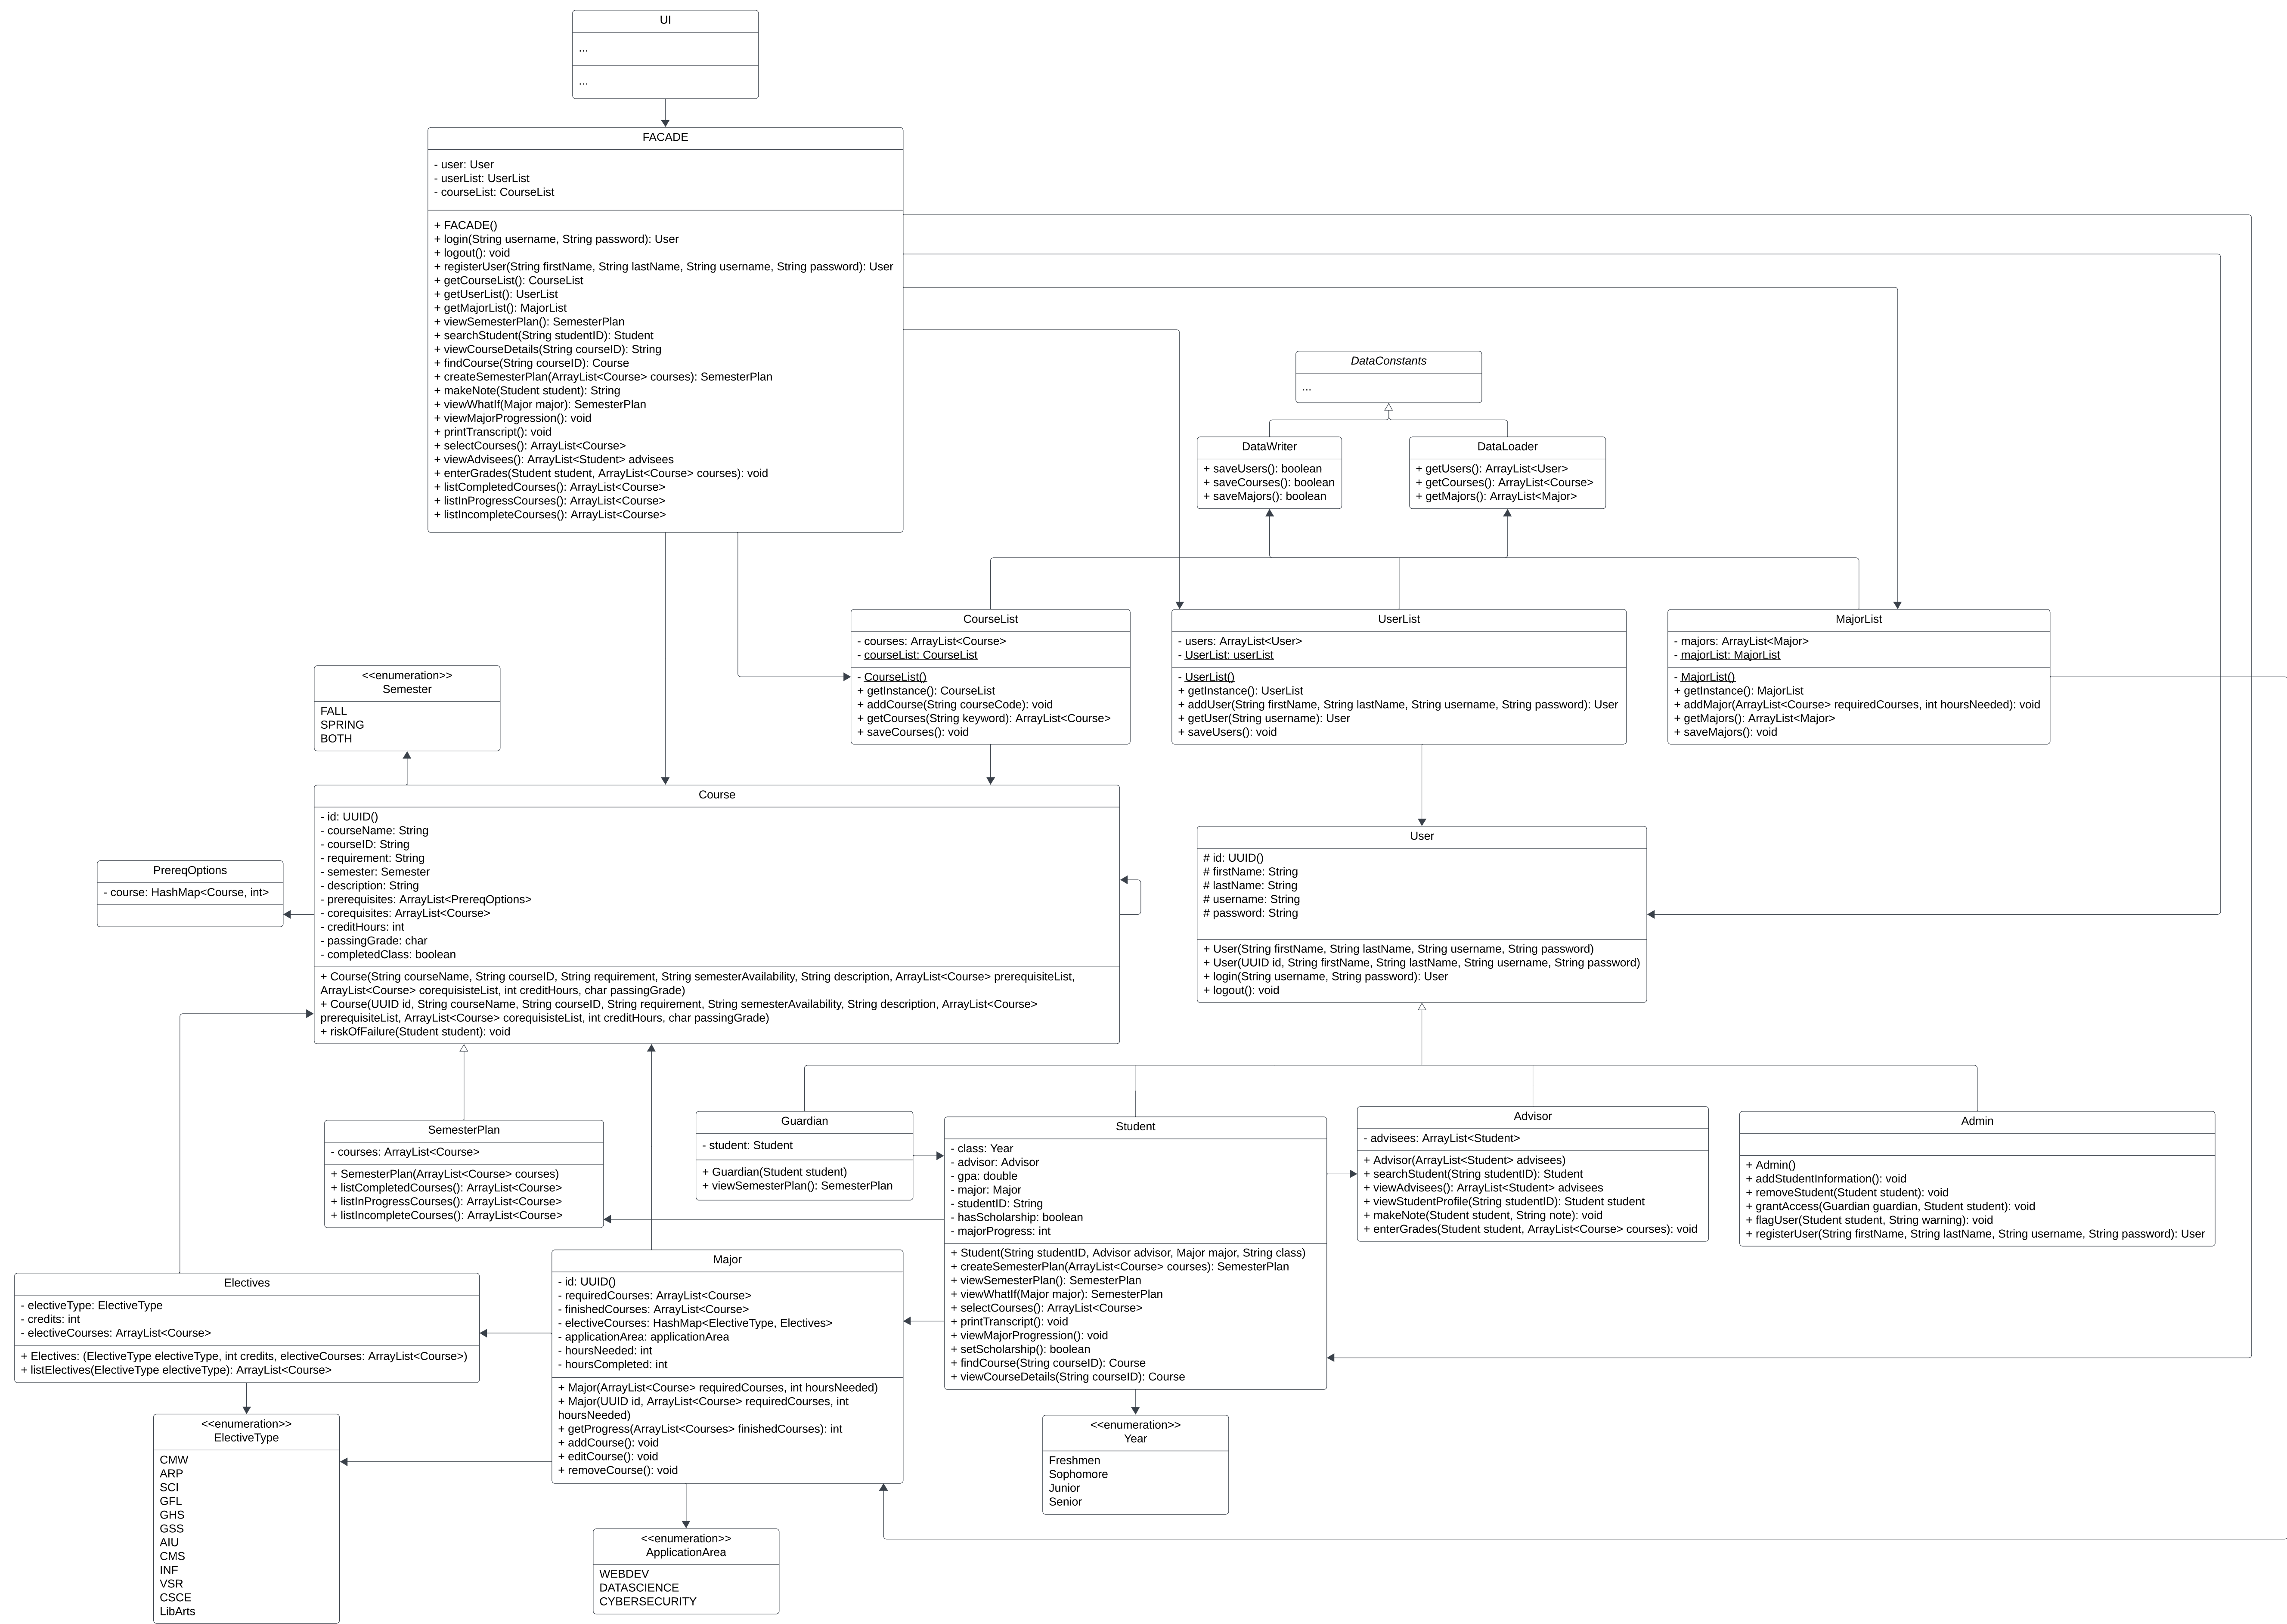 UI
...
...
FACADE
- user: User
- userList: UserList
- courseList: CourseList
+ FACADE()
+ login(String username, String password): User
+ logout(): void
+ registerUser(String firstName, String lastName, String username, String password): User
+ getCourseList(): CourseList
+ getUserList(): UserList
+ getMajorList(): MajorList
+ viewSemesterPlan(): SemesterPlan
+ searchStudent(String studentID): Student
+ viewCourseDetails(String courseID): String
+ findCourse(String courseID): Course
+ createSemesterPlan(ArrayList<Course> courses): SemesterPlan
+ makeNote(Student student): String
+ viewWhatIf(Major major): SemesterPlan
+ viewMajorProgression(): void
+ printTranscript(): void
+ selectCourses(): ArrayList<Course>
+ viewAdvisees(): ArrayList<Student> advisees
+ enterGrades(Student student, ArrayList<Course> courses): void
+ listCompletedCourses(): ArrayList<Course>
+ listInProgressCourses(): ArrayList<Course>
+ listIncompleteCourses(): ArrayList<Course>
DataConstants
...
DataWriter
+ saveUsers(): boolean
+ saveCourses(): boolean
+ saveMajors(): boolean
DataLoader
+ getUsers(): ArrayList<User>
+ getCourses(): ArrayList<Course>
+ getMajors(): ArrayList<Major>
CourseList
- courses: ArrayList<Course>
- courseList: CourseList
- CourseList()
+ getInstance(): CourseList
+ addCourse(String courseCode): void
+ getCourses(String keyword): ArrayList<Course>
+ saveCourses(): void
UserList
- users: ArrayList<User>
- UserList: userList
- UserList()
+ getInstance(): UserList
+ addUser(String firstName, String lastName, String username, String password): User
+ getUser(String username): User
+ saveUsers(): void
MajorList
- majors: ArrayList<Major>
- majorList: MajorList
- MajorList()
+ getInstance(): MajorList
+ addMajor(ArrayList<Course> requiredCourses, int hoursNeeded): void
+ getMajors(): ArrayList<Major>
+ saveMajors(): void
<<enumeration>>
Semester
FALL
SPRING
BOTH
Course
- id: UUID()
- courseName: String
- courseID: String
- requirement: String
- semester: Semester
- description: String
- prerequisites: ArrayList<PrereqOptions>
- corequisites: ArrayList<Course>
- creditHours: int
- passingGrade: char
- completedClass: boolean
+ Course(String courseName, String courseID, String requirement, String semesterAvailability, String description, ArrayList<Course> prerequisiteList,
ArrayList<Course> corequisisteList, int creditHours, char passingGrade)
+ Course(UUID id, String courseName, String courseID, String requirement, String semesterAvailability, String description, ArrayList<Course>
prerequisiteList, ArrayList<Course> corequisisteList, int creditHours, char passingGrade)
+ riskOfFailure(Student student): void
PrereqOptions
- course: HashMap<Course, int>
User
# id: UUID()
# firstName: String
# lastName: String
# username: String
# password: String
+ User(String firstName, String lastName, String username, String password)
+ User(UUID id, String firstName, String lastName, String username, String password)
+ login(String username, String password): User
+ logout(): void
SemesterPlan
- courses: ArrayList<Course>
+ SemesterPlan(ArrayList<Course> courses)
+ listCompletedCourses(): ArrayList<Course>
+ listInProgressCourses(): ArrayList<Course>
+ listIncompleteCourses(): ArrayList<Course>
Guardian
- student: Student
+ Guardian(Student student)
+ viewSemesterPlan(): SemesterPlan
Student
- class: Year
- advisor: Advisor
- gpa: double
- major: Major
- studentID: String
- hasScholarship: boolean
- majorProgress: int
+ Student(String studentID, Advisor advisor, Major major, String class)
+ createSemesterPlan(ArrayList<Course> courses): SemesterPlan
+ viewSemesterPlan(): SemesterPlan
+ viewWhatIf(Major major): SemesterPlan
+ selectCourses(): ArrayList<Course>
+ printTranscript(): void
+ viewMajorProgression(): void
+ setScholarship(): boolean
+ findCourse(String courseID): Course
+ viewCourseDetails(String courseID): Course
Advisor
- advisees: ArrayList<Student>
+ Advisor(ArrayList<Student> advisees)
+ searchStudent(String studentID): Student
+ viewAdvisees(): ArrayList<Student> advisees
+ viewStudentProfile(String studentID): Student student
+ makeNote(Student student, String note): void
+ enterGrades(Student student, ArrayList<Course> courses): void
Admin
+ Admin()
+ addStudentInformation(): void
+ removeStudent(Student student): void
+ grantAccess(Guardian guardian, Student student): void
+ flagUser(Student student, String warning): void
+ registerUser(String firstName, String lastName, String username, String password): User
Electives
- electiveType: ElectiveType
- credits: int
- electiveCourses: ArrayList<Course>
+ Electives: (ElectiveType electiveType, int credits, electiveCourses: ArrayList<Course>)
+ listElectives(ElectiveType electiveType): ArrayList<Course>
Major
- id: UUID()
- requiredCourses: ArrayList<Course>
- finishedCourses: ArrayList<Course>
- electiveCourses: HashMap<ElectiveType, Electives>
- applicationArea: applicationArea
- hoursNeeded: int
- hoursCompleted: int
+ Major(ArrayList<Course> requiredCourses, int hoursNeeded)
+ Major(UUID id, ArrayList<Course> requiredCourses, int
hoursNeeded)
+ getProgress(ArrayList<Courses> finishedCourses): int
+ addCourse(): void
+ editCourse(): void
+ removeCourse(): void
<<enumeration>>
ElectiveType
CMW
ARP
SCI
GFL
GHS
GSS
AIU
CMS
INF
VSR
CSCE
LibArts
<<enumeration>>
Year
Freshmen
Sophomore
Junior
Senior
<<enumeration>>
ApplicationArea
WEBDEV
DATASCIENCE
CYBERSECURITY